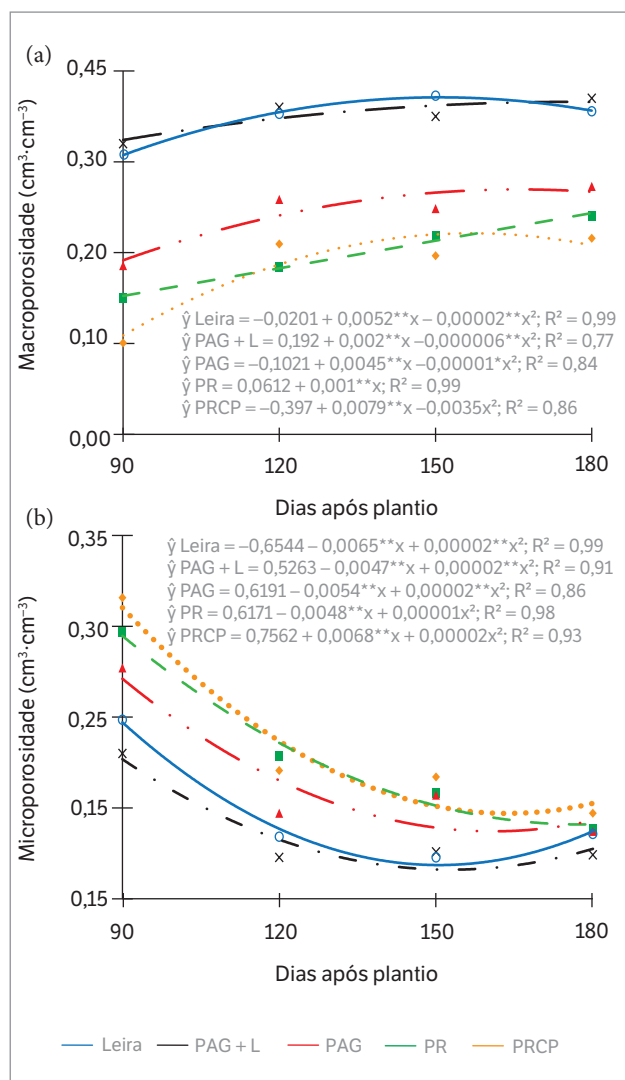 (a)
0,45
0,30
0,20
0,10
0,00
Macroporosidade (cm³·cm⁻³)
ŷ Leira = –0,0201 + 0,0052**x – 0,00002**x²; R² = 0,99
ŷ PAG + L = 0,192 + 0,002**x –0,000006**x²; R² = 0,77
ŷ PAG = –0,1021 + 0,0045**x –0,00001*x²; R² = 0,84
ŷ PR = 0,0612 + 0,001**x; R² = 0,99
ŷ PRCP = –0,397 + 0,0079**x –0,0035x²; R² = 0,86
90 120 150 180
Dias após plantio
(b)
0,35
0,30
0,25
0,15
0,15
Microporosidade (cm³·cm⁻³)
ŷ Leira = –0,6544 – 0,0065**x + 0,00002**x²; R² = 0,99
ŷ PAG + L = 0,5263 –0,0047**x + 0,00002**x²; R² = 0,91
ŷ PAG = 0,6191 –0,0054**x + 0,00002**x²; R² = 0,86
ŷ PR = 0,6171 – 0,0048**x + 0,00001x²; R² = 0,98
ŷ PRCP = 0,7562 + 0,0068**x + 0,00002x²; R² = 0,93
90 120 150 180
Dias após plantio
Leira PAG + L PAG PR PRCP